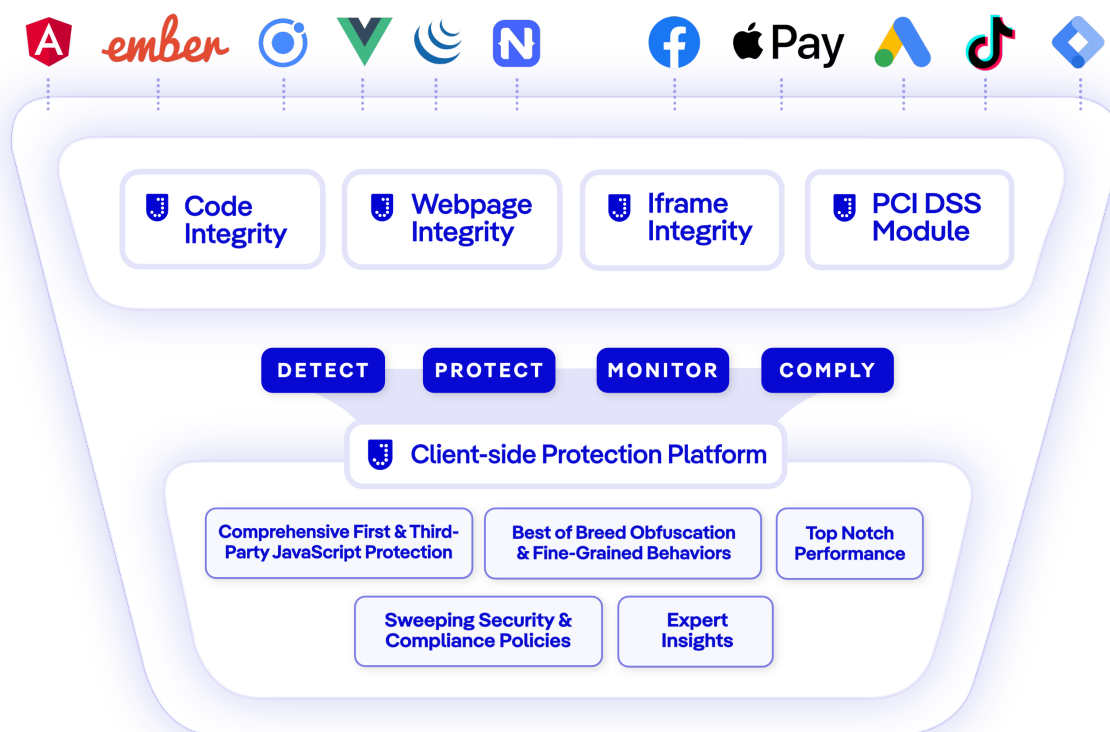 A
ember
N
Pay
Code
Integrity
Webpage
Integrity
Iframe
Integrity
PCI DSS
Module
DETECT
PROTECT
MONITOR
COMPLY
Client-side Protection Platform
Comprehensive First & Third-
Party JavaScript Protection
Best of Breed Obfuscation
& Fine-Grained Behaviors
Top Notch
Performance
Sweeping Security &
Compliance Policies
Expert
Insights